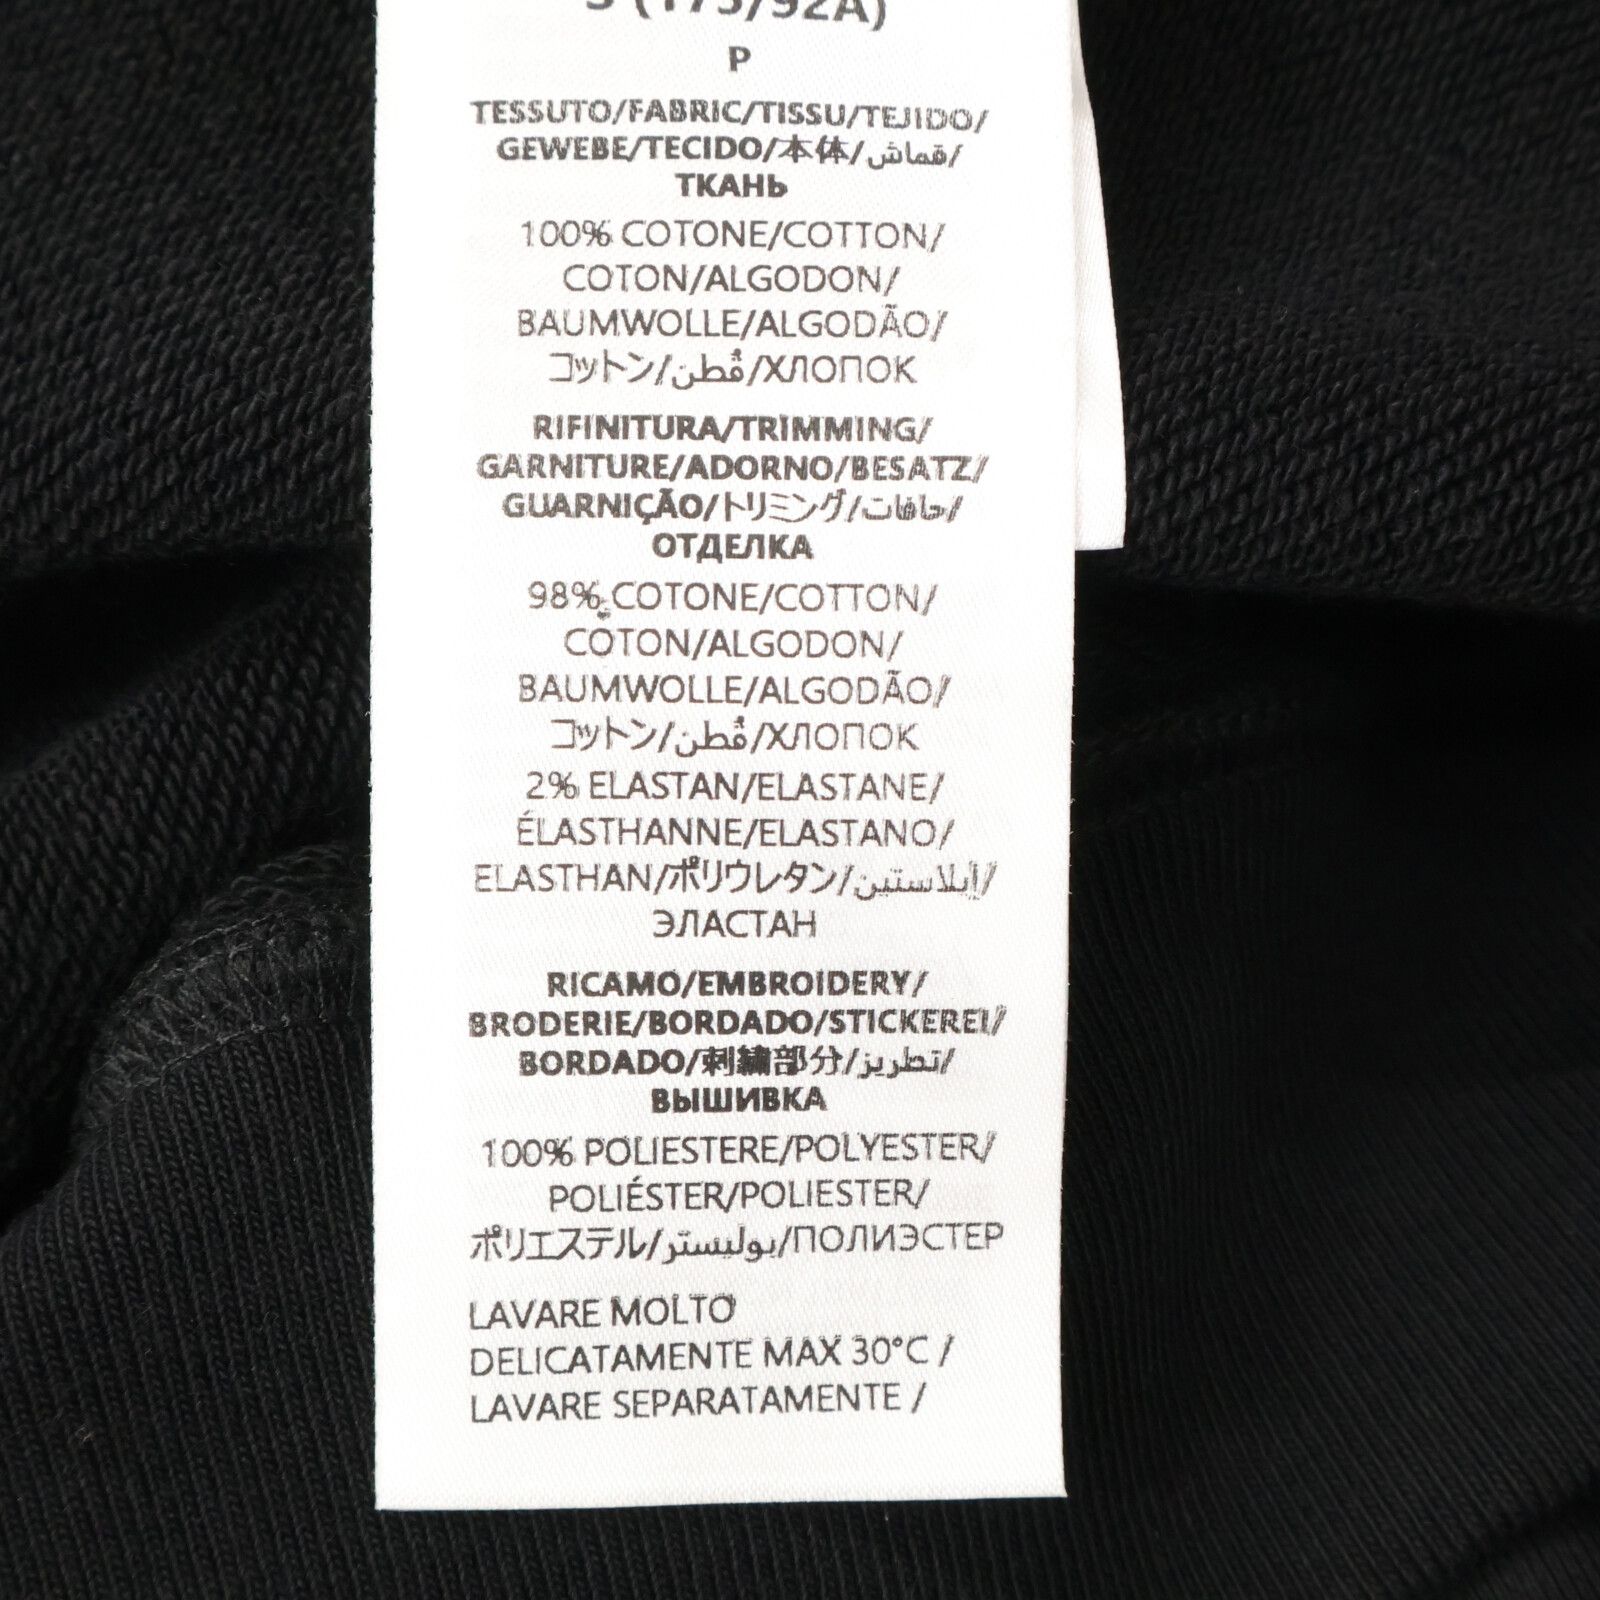 S (175/92A)
P
TESSUTO/FABRIC/TISSU/TEJIDO/
GEWEBE/TECIDO/本体/قماش/
ТКАНЬ
100% COTONE/COTTON/
COTON/ALGODON/
BAUMWOLLE/ALGODÃO/
コットン/قُطن/ХЛОПОК
RIFINITURA/TRIMMING/
GARNITURE/ADORNO/BESATZ/
GUARNIÇÃO/トリミング/حافات/
ОТДЕЛКА
98% COTONE/COTTON/
COTON/ALGODON/
BAUMWOLLE/ALGODÃO/
コットン/قُطن/ХЛОПОК
2% ELASTAN/ELASTANE/
ÉLASTHANNE/ELASTANO/
ELASTHAN/ポリウレタン/إيلاستين/
ЭЛАСТАН
RICAMO/EMBROIDERY/
BRODERIE/BORDADO/STICKEREI/
BORDADO/刺繍部分/تطريز/
ВЫШИВКА
100% POLIESTERE/POLYESTER/
POLIÉSTER/POLIESTER/
ポリエステル/بوليستر/ПОЛИЭСТЕР
LAVARE MOLTO
DELICATAMENTE MAX 30°C /
LAVARE SEPARATAMENTE /